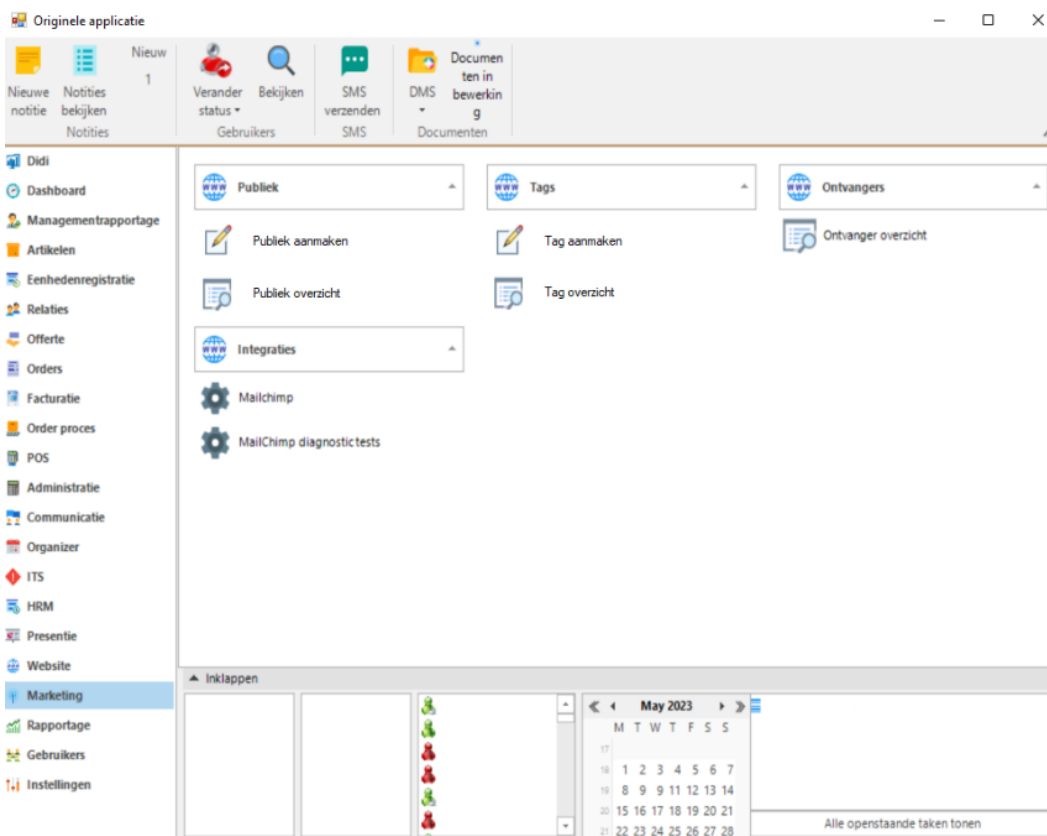 Originele applicatie
Nieuwe notitie
Notities bekijken
Nieuw
1
Notities
Verander status
Bekijken
Gebruikers
SMS verzenden
SMS
DMS
Documen
ten in
bewerkin
g
Documenten
Didi
Dashboard
Managementrapportage
Artikelen
Eenhedenregistratie
Relaties
Offerte
Orders
Facturatie
Order proces
POS
Administratie
Communicatie
Organizer
ITS
HRM
Presentie
Website
Marketing
Rapportage
Gebruikers
Instellingen
www Publiek
Publiek aanmaken
Publiek overzicht
www Tags
Tag aanmaken
Tag overzicht
www Ontvangers
Ontvanger overzicht
www Integraties
Mailchimp
MailChimp diagnostic tests
Inklappen
May 2023
M T W T F S S
17
18 1 2 3 4 5 6 7
19 8 9 9 11 12 13 14
20 15 16 17 18 19 20 21
21 22 23 24 25 26 27 28
Alle openstaande taken tonen